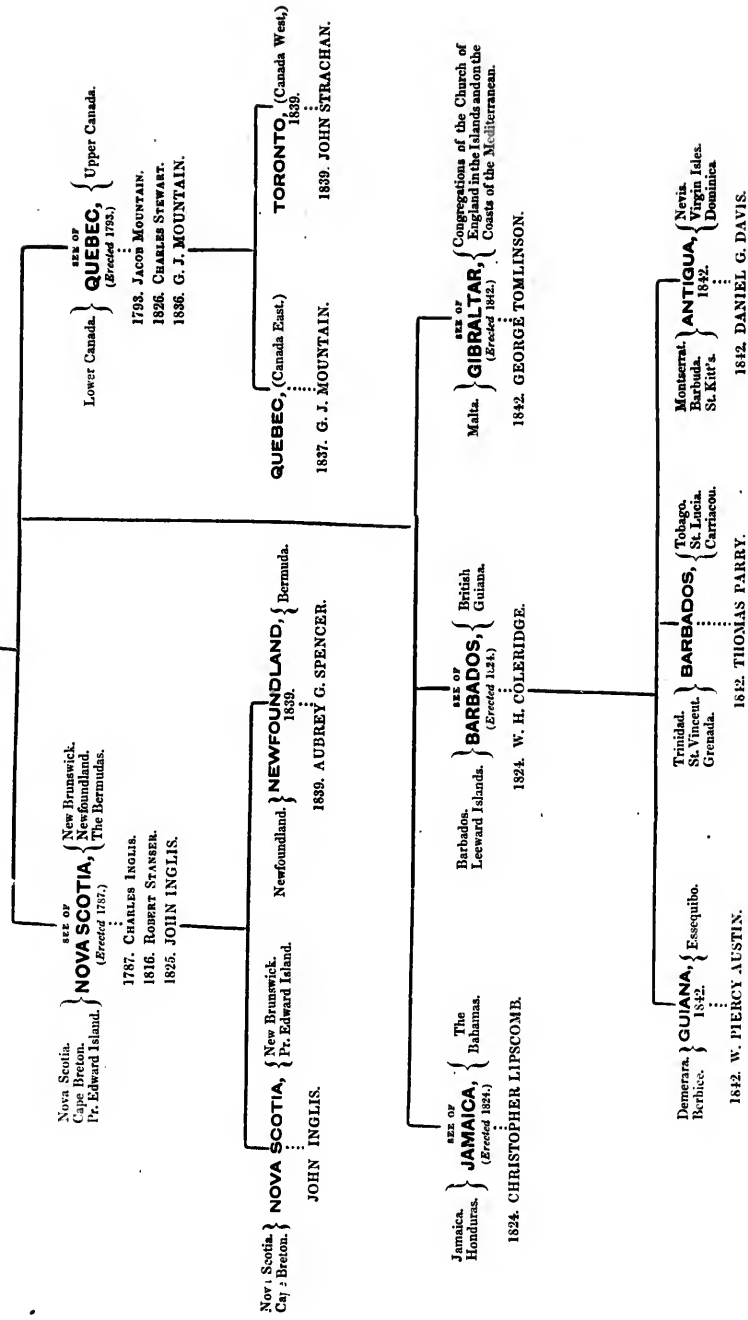 Nova Scotia.
Cape Breton.
Pr. Edward Island.
SEE OF
NOVA SCOTIA,
(Erected 1787.)
New Brunswick.
Newfoundland.
The Bermudas.
1787. CHARLES INGLIS.
1816. ROBERT STANSER.
1825. JOHN INGLIS.
Lower Canada.
SEE OF
QUEBEC,
(Erected 1793.)
Upper Canada.
1793. JACOB MOUNTAIN.
1826. CHARLES STEWART.
1836. G. J. MOUNTAIN.
Nova Scotia.
Cape Breton.
NOVA SCOTIA,
New Brunswick.
Pr. Edward Island.
JOHN INGLIS.
Newfoundland.
NEWFOUNDLAND,
1839.
Bermuda.
1839. AUBREY G. SPENCER.
QUEBEC, (Canada East.)
1837. G. J. MOUNTAIN.
TORONTO, (Canada West,)
1839.
1839. JOHN STRACHAN.
Jamaica.
Honduras.
SEE OF
JAMAICA,
(Erected 1824.)
The
Bahamas.
1824. CHRISTOPHER LIPSCOMB.
Barbados.
Leeward Islands.
SEE OF
BARBADOS,
(Erected 1824.)
British
Guiana.
1824. W. H. COLERIDGE.
Malta.
SEE OF
GIBRALTAR,
(Erected 1842.)
Congregations of the Church of
England in the Islands and on the
Coasts of the Mediterranean.
1842. GEORGE TOMLINSON.
Demerara.
Berbice.
GUIANA,
1842.
Essequibo.
1842. W. PIERCY AUSTIN.
Trinidad.
St. Vincent.
Grenada.
BARBADOS,
Tobago.
St. Lucia.
Carriacou.
1842. THOMAS PARRY.
Montserrat.
Barbuda.
St. Kitt's.
ANTIGUA,
1842.
Nevis.
Virgin Isles.
Dominica.
1842. DANIEL G. DAVIS.